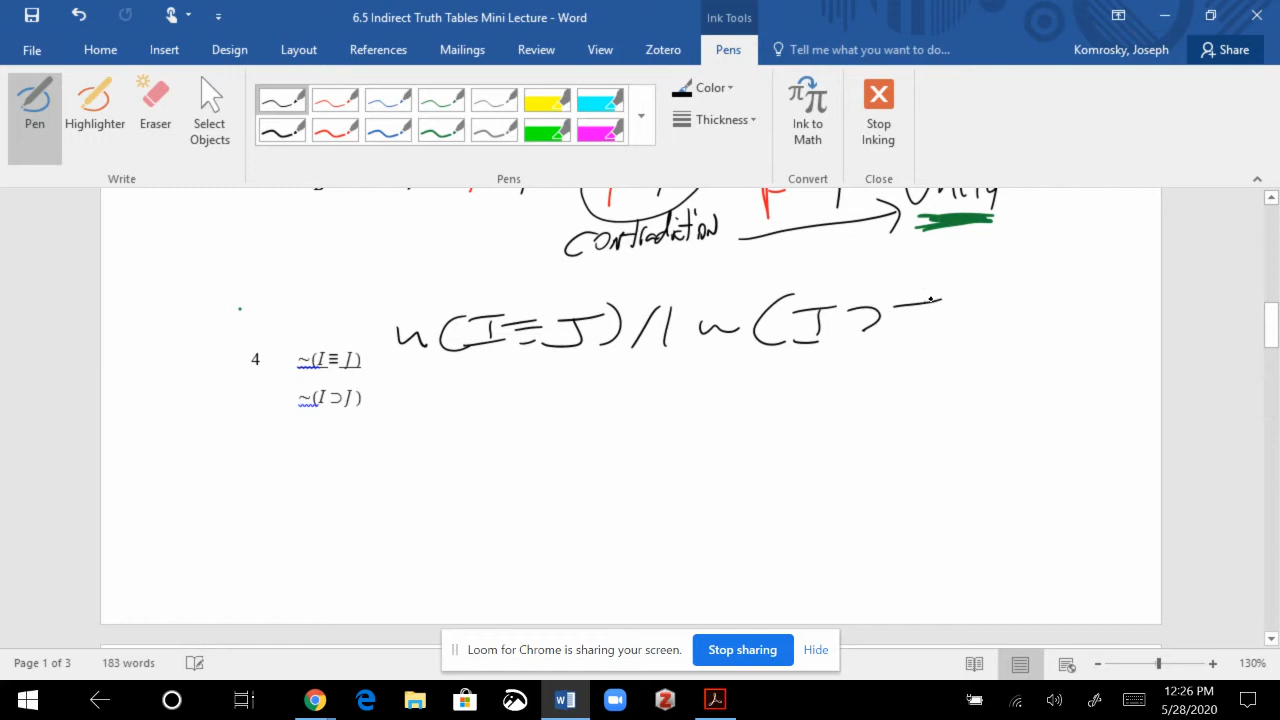 6.5 Indirect Truth Tables Mini Lecture - Word
Ink Tools
File Home Insert Design Layout References Mailings Review View Zotero Pens Tell me what you want to do... Komrosky, Joseph Share
Pen Highlighter Eraser Select Objects
Color
Thickness
Ink to Math
Stop Inking
Write Pens Convert Close
contradiction
~(I≡J) // ~(I⊃
4 ~(I ≡ J)
~(I ⊃ J )
Loom for Chrome is sharing your screen. Stop sharing Hide
Page 1 of 3 183 words 130%
12:26 PM
5/28/2020